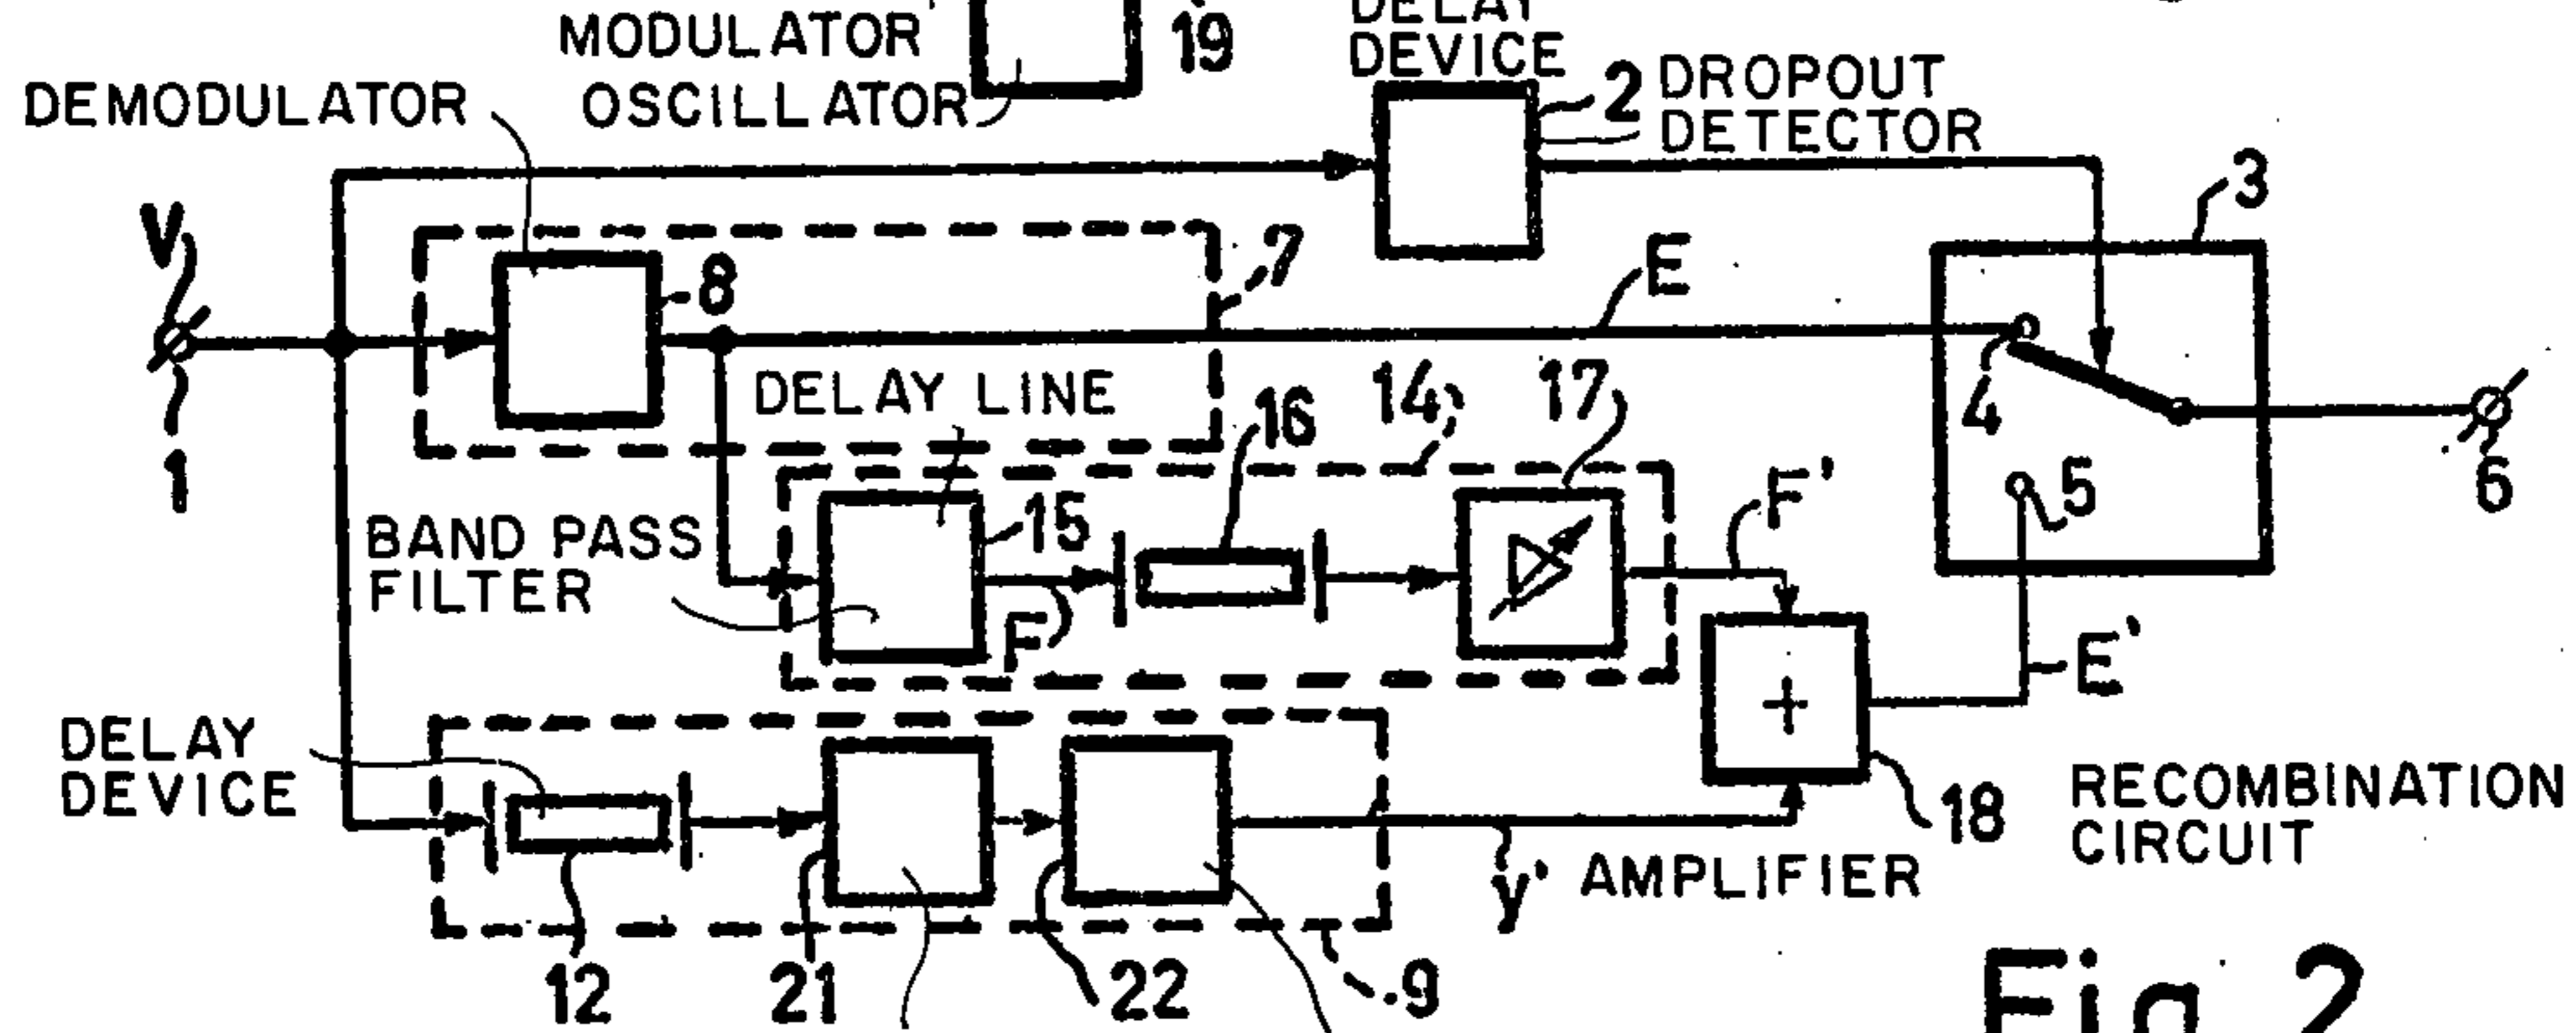 MODULATOR
19
DELAY
DEVICE
DEMODULATOR
OSCILLATOR
2
DROPOUT
DETECTOR
3
V
7
8
E
4
1
DELAY LINE
16
14
17
6
5
BAND PASS
FILTER
15
F
F'
E'
+
DELAY
DEVICE
18
RECOMBINATION
CIRCUIT
y'
AMPLIFIER
12
21
22
9
Fig. 2